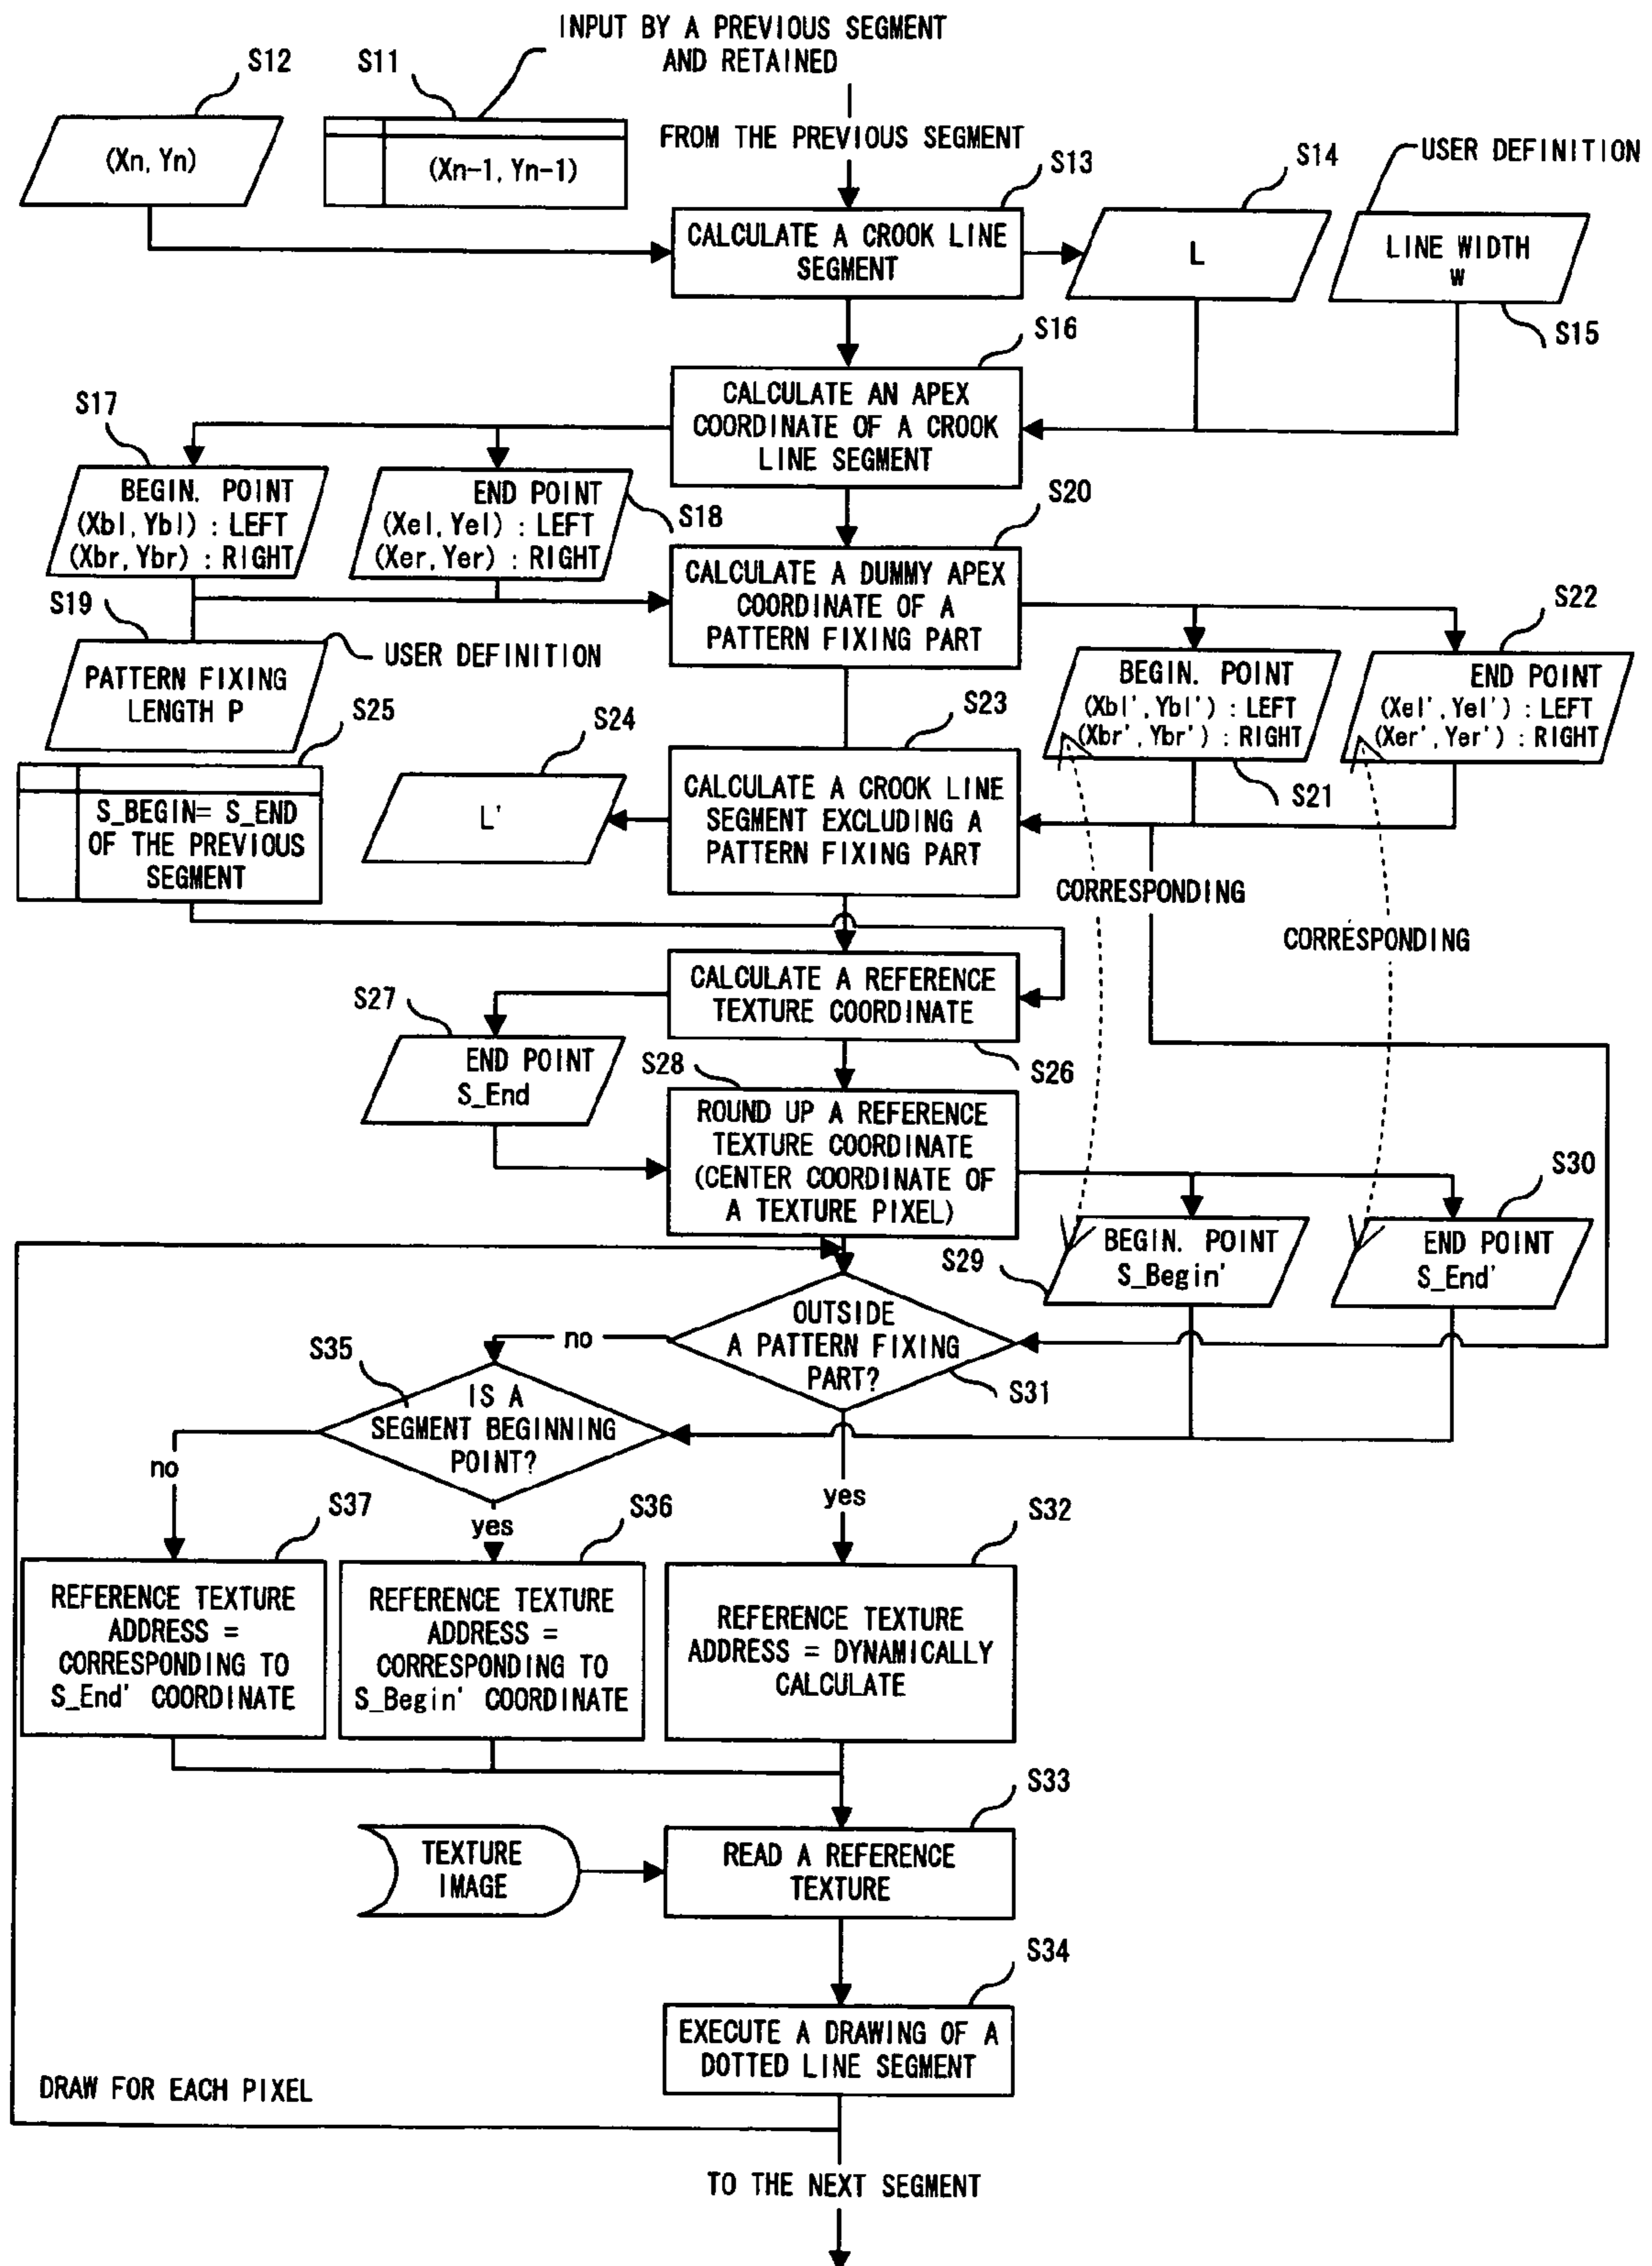 INPUT BY A PREVIOUS SEGMENT
AND RETAINED
S12
S11
(Xn, Yn)
(Xn-1, Yn-1)
FROM THE PREVIOUS SEGMENT
S13
S14
USER DEFINITION
CALCULATE A CROOK LINE
SEGMENT
L
LINE WIDTH
W
S15
S16
CALCULATE AN APEX
COORDINATE OF A CROOK
LINE SEGMENT
S17
BEGIN. POINT
(Xbl, Ybl) : LEFT
(Xbr, Ybr) : RIGHT
END POINT
(Xel, Yel) : LEFT
(Xer, Yer) : RIGHT
S18
S20
CALCULATE A DUMMY APEX
COORDINATE OF A
PATTERN FIXING PART
S19
USER DEFINITION
PATTERN FIXING
LENGTH P
S22
BEGIN. POINT
(Xbl', Ybl') : LEFT
(Xbr', Ybr') : RIGHT
END POINT
(Xel', Yel') : LEFT
(Xer', Yer') : RIGHT
S21
S25
S24
S23
S_BEGIN= S_END
OF THE PREVIOUS
SEGMENT
L'
CALCULATE A CROOK LINE
SEGMENT EXCLUDING A
PATTERN FIXING PART
CORRESPONDING
CORRESPONDING
CALCULATE A REFERENCE
TEXTURE COORDINATE
S26
S27
END POINT
S_End
S28
ROUND UP A REFERENCE
TEXTURE COORDINATE
(CENTER COORDINATE OF
A TEXTURE PIXEL)
S30
S29
BEGIN. POINT
S_Begin'
END POINT
S_End'
OUTSIDE
A PATTERN FIXING
PART?
S31
no
S35
IS A
SEGMENT BEGINNING
POINT?
no
yes
yes
S37
S36
S32
REFERENCE TEXTURE
ADDRESS =
CORRESPONDING TO
S_End' COORDINATE
REFERENCE TEXTURE
ADDRESS =
CORRESPONDING TO
S_Begin' COORDINATE
REFERENCE TEXTURE
ADDRESS = DYNAMICALLY
CALCULATE
S33
TEXTURE
IMAGE
READ A REFERENCE
TEXTURE
S34
EXECUTE A DRAWING OF A
DOTTED LINE SEGMENT
DRAW FOR EACH PIXEL
TO THE NEXT SEGMENT